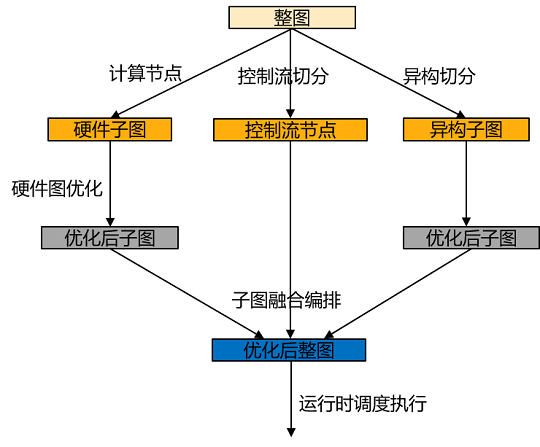 整图
计算节点
控制流切分
异构切分
硬件子图
控制流节点
异构子图
硬件图优化
优化后子图
优化后子图
子图融合编排
优化后整图
运行时调度执行